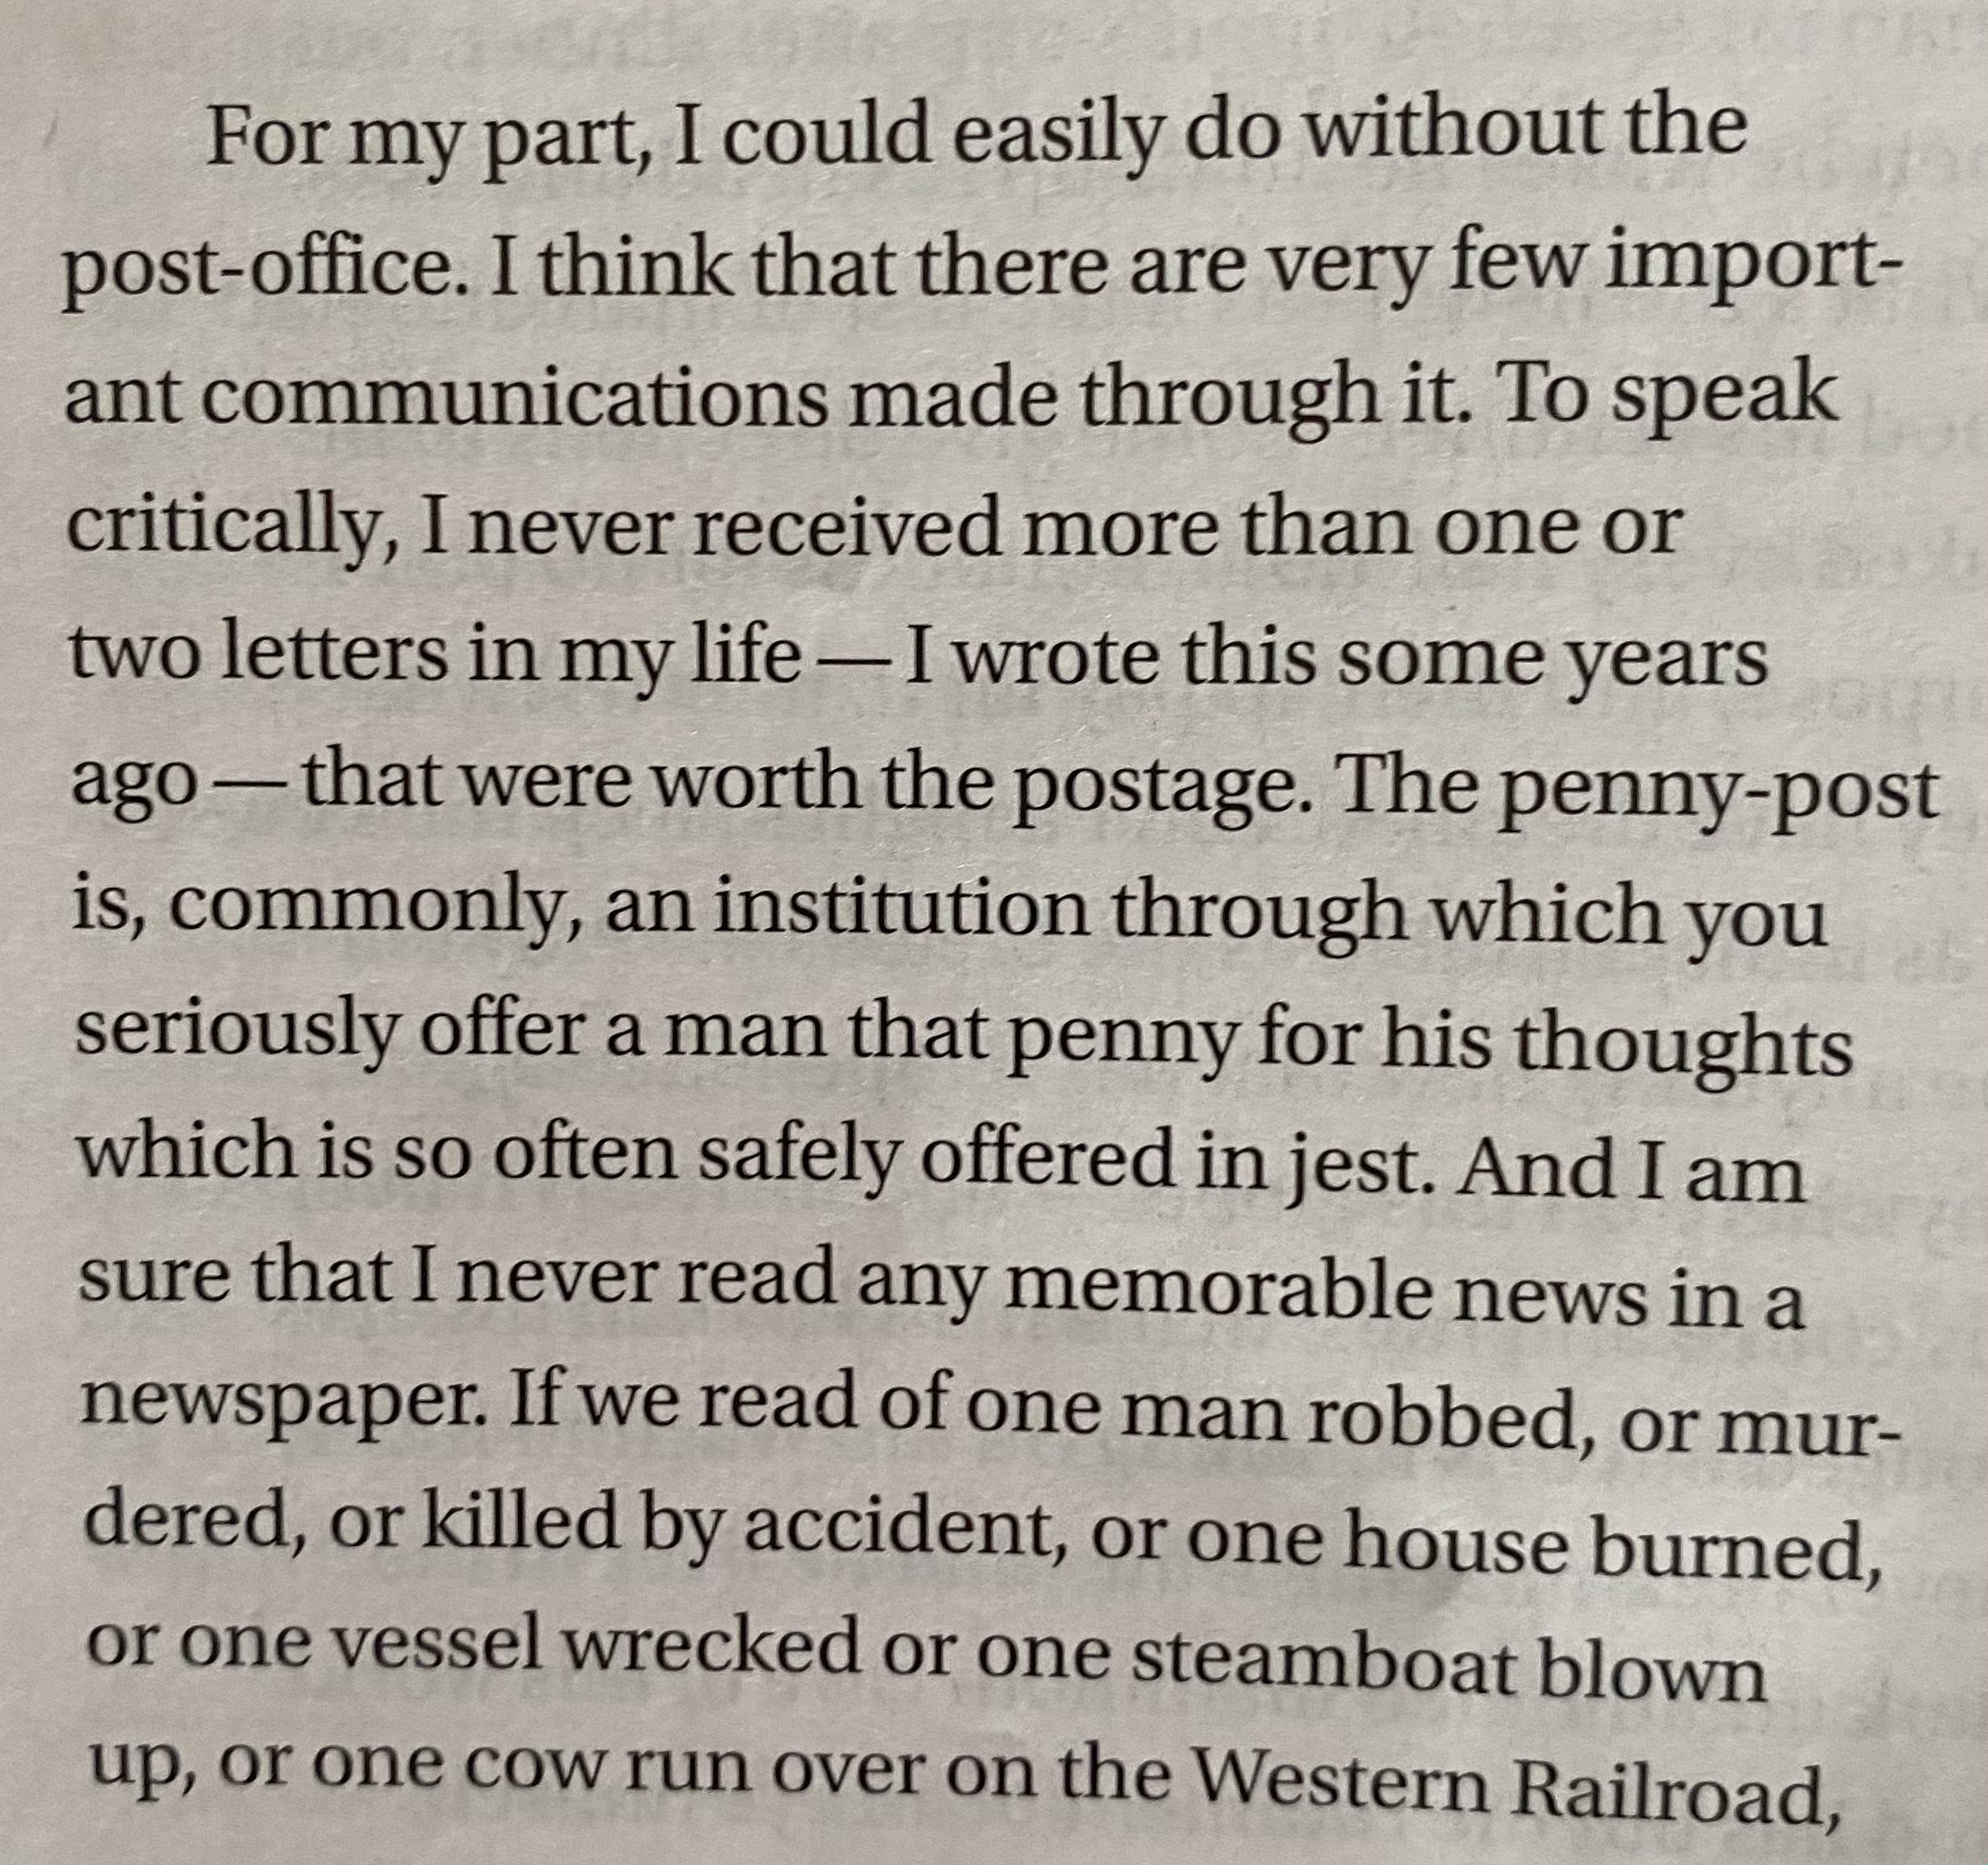 For my part, I could easily do without the
post-office. I think that there are very few import-
ant communications made through it. To speak
critically, I never received more than one or
two letters in my life — I wrote this some years
ago — that were worth the postage. The penny-post
is, commonly, an institution through which you
seriously offer a man that penny for his thoughts
which is so often safely offered in jest. And I am
sure that I never read any memorable news in a
newspaper. If we read of one man robbed, or mur-
dered, or killed by accident, or one house burned,
or one vessel wrecked or one steamboat blown
up, or one cow run over on the Western Railroad,